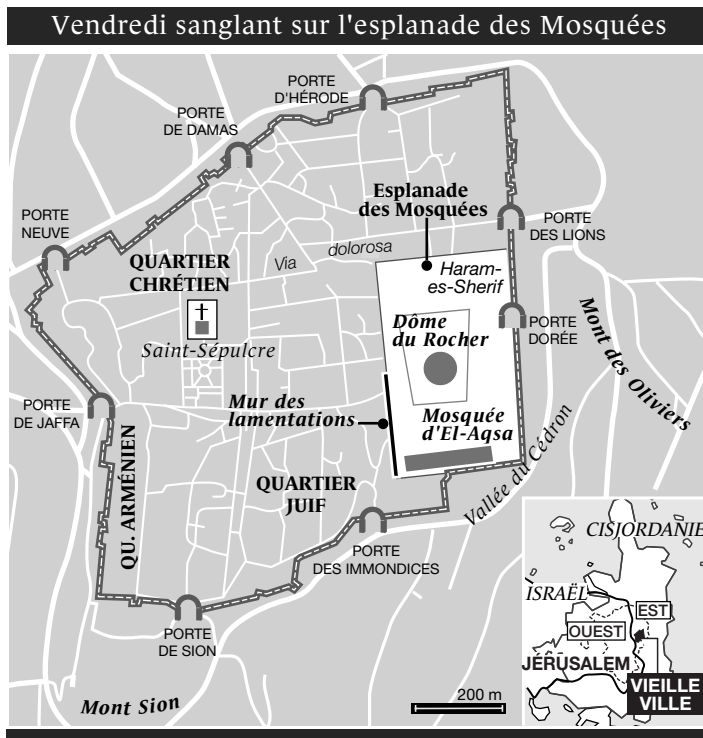 Vendredi sanglant sur l'esplanade des Mosquées
PORTE
D'HÉRODE
PORTE
DE DAMAS
Esplanade
des Mosquées
PORTE
NEUVE
PORTE
DES LIONS
QUARTIER
CHRÉTIEN
Via dolorosa
Haram-
es-Sherif
Saint-Sépulcre
Dôme
du Rocher
PORTE
DORÉE
Mont des Oliviers
PORTE
DE JAFFA
Mur des
lamentations
Mosquée
d'El-Aqsa
QU. ARMÉNIEN
QUARTIER
JUIF
Vallée du Cédron
PORTE
DES IMMONDICES
PORTE
DE SION
Mont Sion
200 m
CISJORDANIE
ISRAËL
EST
OUEST
JÉRUSALEM
VIEILLE
VILLE